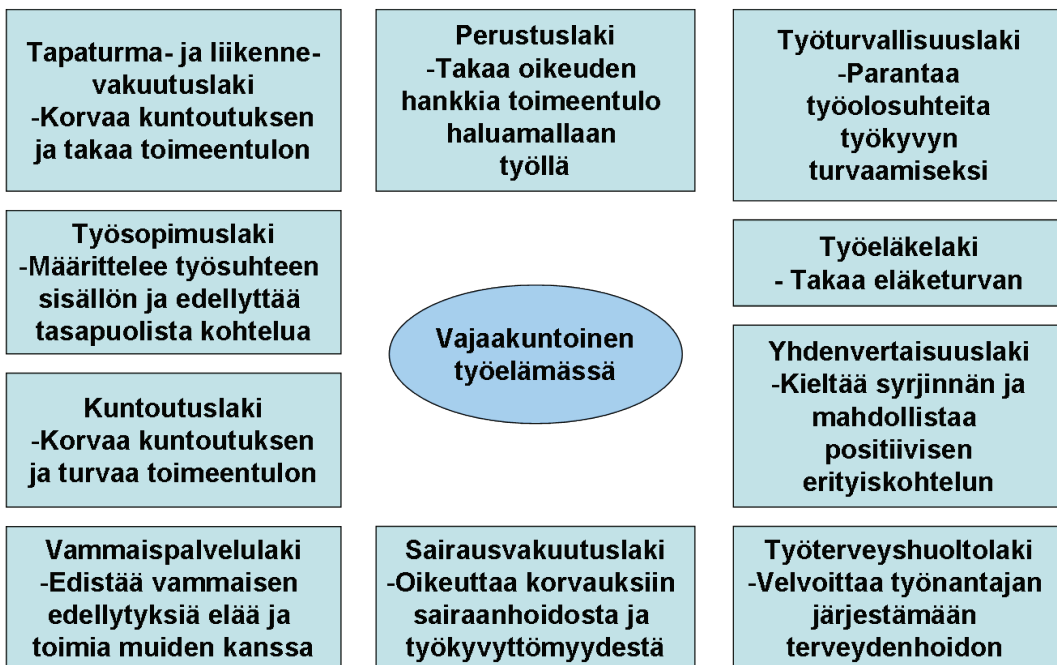 Tapaturma- ja liikenne-
vakuutuslaki
-Korvaa kuntoutuksen
ja takaa toimeentulon
Perustuslaki
-Takaa oikeuden
hankkia toimeentulo
haluamallaan
työllä
Työturvallisuuslaki
-Parantaa
työolosuhteita
työkyvyn
turvaamiseksi
Työsopimuslaki
-Määrittelee työsuhteen
sisällön ja edellyttää
tasapuolista kohtelua
Työeläkelaki
- Takaa eläketurvan
Vajaakuntoinen
työelämässä
Yhdenvertaisuuslaki
-Kieltää syrjinnän ja
mahdollistaa
positiivisen
erityiskohtelun
Kuntoutuslaki
-Korvaa kuntoutuksen
ja turvaa toimeentulon
Vammaispalvelulaki
-Edistää vammaisen
edellytyksiä elää ja
toimia muiden kanssa
Sairausvakuutuslaki
-Oikeuttaa korvauksiin
sairaanhoidosta ja
työkyvyttömyydestä
Työterveyshuoltolaki
-Velvoittaa työnantajan
järjestämään
terveydenhoidon